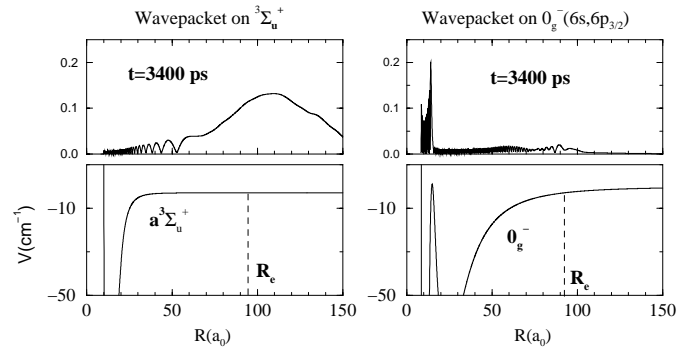 Wavepacket on ³Σᵤ⁺
Wavepacket on 0g⁻(6s,6p3/2)
t=3400 ps
t=3400 ps
0.2
0.1
0.0
0.2
0.1
0.0
V(cm⁻¹)
−10
−50
a³Σᵤ⁺
Rₑ
−10
−50
0g⁻
Rₑ
0 50 100 150
0 50 100 150
R(a₀)
R(a₀)